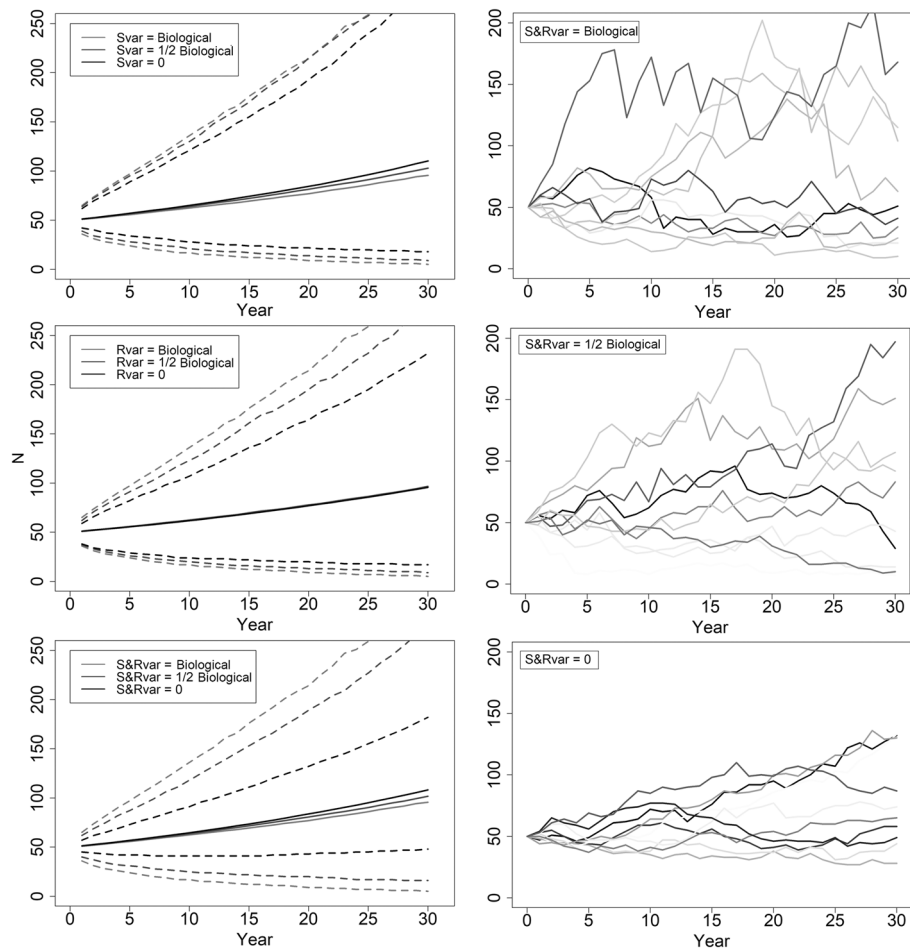 Svar = Biological
Svar = 1/2 Biological
Svar = 0
0 50 100 150 200 250
0 5 10 15 20 25 30
Year
S&Rvar = Biological
0 50 100 150 200
0 5 10 15 20 25 30
Year
Rvar = Biological
Rvar = 1/2 Biological
Rvar = 0
N
0 50 100 150 200 250
0 5 10 15 20 25 30
Year
S&Rvar = 1/2 Biological
0 50 100 150 200
0 5 10 15 20 25 30
Year
S&Rvar = Biological
S&Rvar = 1/2 Biological
S&Rvar = 0
0 50 100 150 200 250
0 5 10 15 20 25 30
Year
S&Rvar = 0
0 50 100 150 200
0 5 10 15 20 25 30
Year